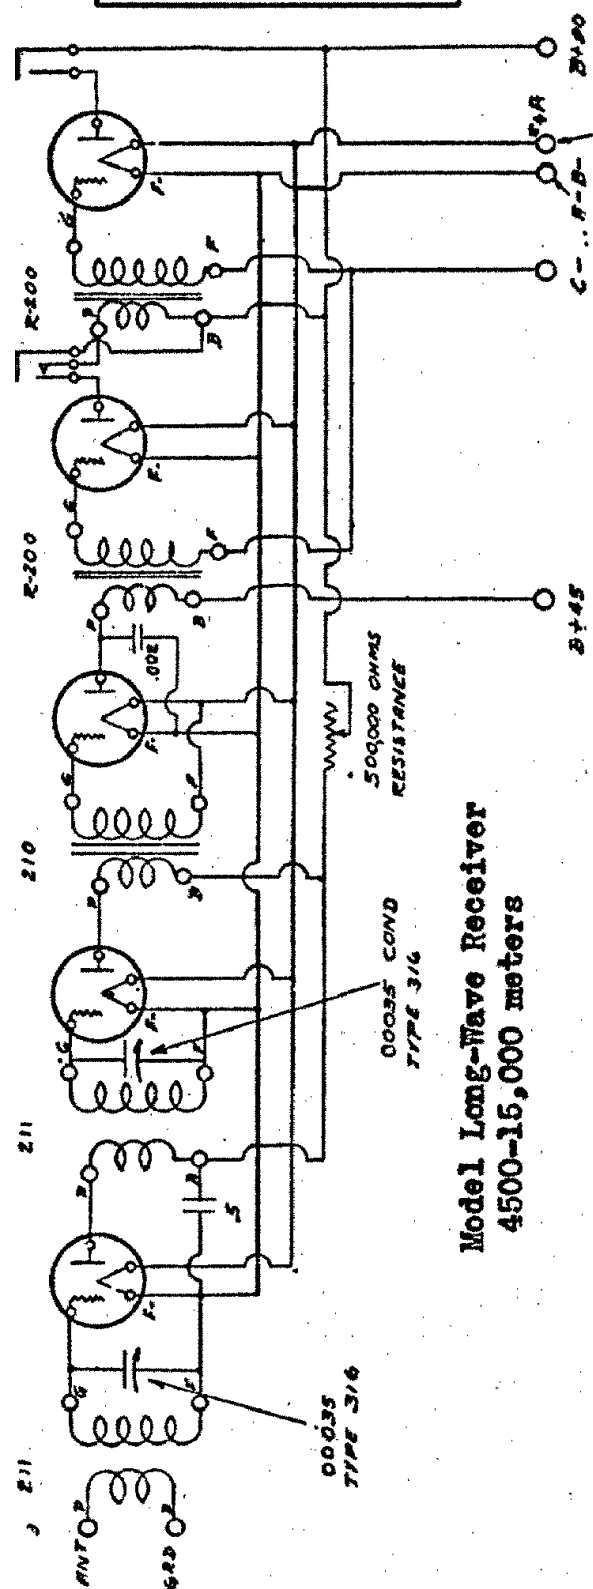 ANT
GRD
P
211
G
F
00035
TYPE 316
F-
P
B
.5
211
G
F
00035 COND
TYPE 316
F-
P
B
210
G
F
F-
.002
P
B
R-200
G
F
F-
P
B
R-200
G
F
F-
500,000 OHMS
RESISTANCE
B+45
C-
A-B-
+A
B+90
Model Long-Wave Receiver
4500-15,000 meters